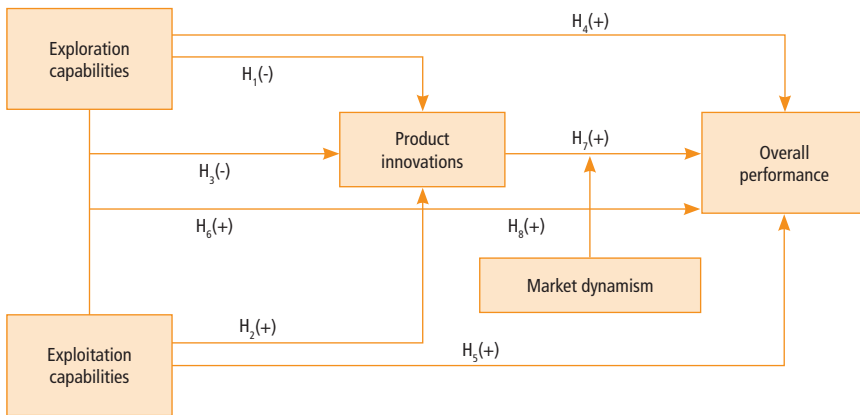 Exploration
capabilities
H₄(+)
H₁(-)
Product
innovations
H₇(+)
Overall
performance
H₃(-)
H₆(+)
H₈(+)
Market dynamism
H₂(+)
Exploitation
capabilities
H₅(+)